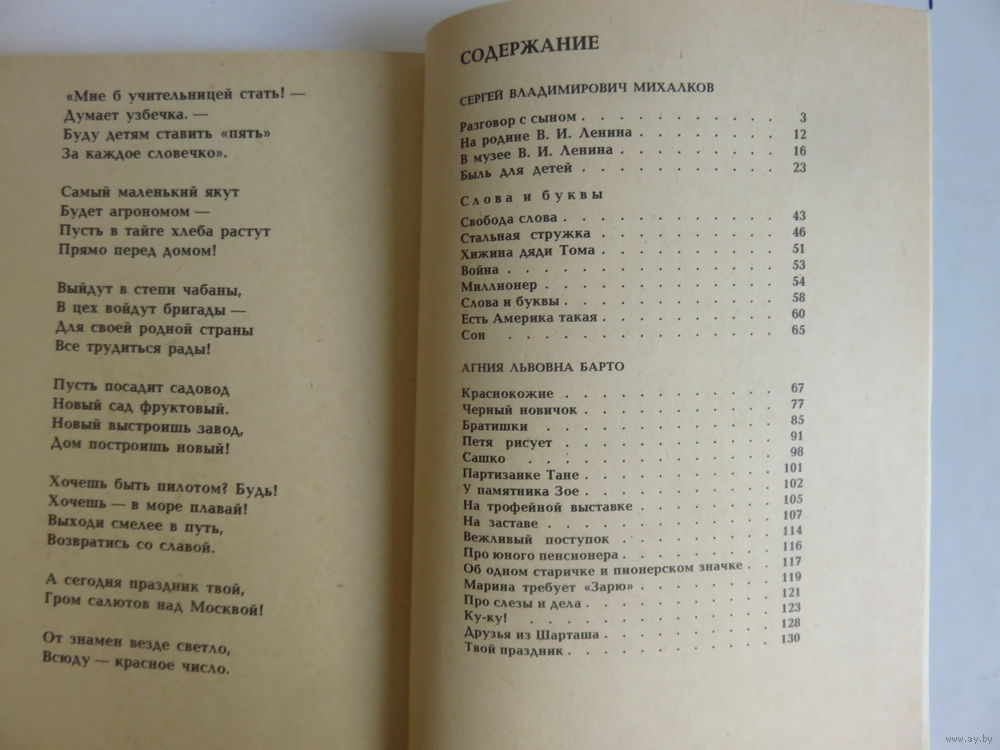 «Мне б учительницей стать! —
Думает узбечка. —
Буду детям ставить «пять»
За каждое словечко».
Самый маленький якут
Будет агрономом —
Пусть в тайге хлеба растут
Прямо перед домом!
Выйдут в степи чабаны,
В цех войдут бригады —
Для своей родной страны
Все трудиться рады!
Пусть посадит садовод
Новый сад фруктовый.
Новый выстроишь завод,
Дом построишь новый!
Хочешь быть пилотом? Будь!
Хочешь — в море плавай!
Выходи смелее в путь,
Возвратись со славой.
А сегодня праздник твой,
Гром салютов над Москвой!
От знамен везде светло,
Всюду — красное число.
СОДЕРЖАНИЕ
СЕРГЕЙ ВЛАДИМИРОВИЧ МИХАЛКОВ
Разговор с сыном . . . . . . . . . . 3
На родине В. И. Ленина . . . . . . . . 12
В музее В. И. Ленина . . . . . . . . . 16
Быль для детей . . . . . . . . . . 23
Слова и буквы
Свобода слова . . . . . . . . . . 43
Стальная стружка . . . . . . . . . 46
Хижина дяди Тома . . . . . . . . . 51
Война . . . . . . . . . . . . 53
Миллионер . . . . . . . . . . . 54
Слова и буквы . . . . . . . . . . 58
Есть Америка такая . . . . . . . . . 60
Сон . . . . . . . . . . . . 65
АГНИЯ ЛЬВОВНА БАРТО
Краснокожие . . . . . . . . . . 67
Черный новичок . . . . . . . . . . 77
Братишки . . . . . . . . . . . 85
Петя рисует . . . . . . . . . . 91
Сашко . . . . . . . . . . . . 98
Партизанке Тане . . . . . . . . . . 101
У памятника Зое . . . . . . . . . . 102
На трофейной выставке . . . . . . . . 105
На заставе . . . . . . . . . . . 107
Вежливый поступок . . . . . . . . . 114
Про юного пенсионера . . . . . . . . . 116
Об одном старичке и пионерском значке . . 117
Марина требует «Зарю» . . . . . . . . 119
Про слезы и дела . . . . . . . . . . 121
Ку-ку! . . . . . . . . . . . . 123
Друзья из Шарташа . . . . . . . . . 128
Твой праздник . . . . . . . . . . 130
www.ay.by